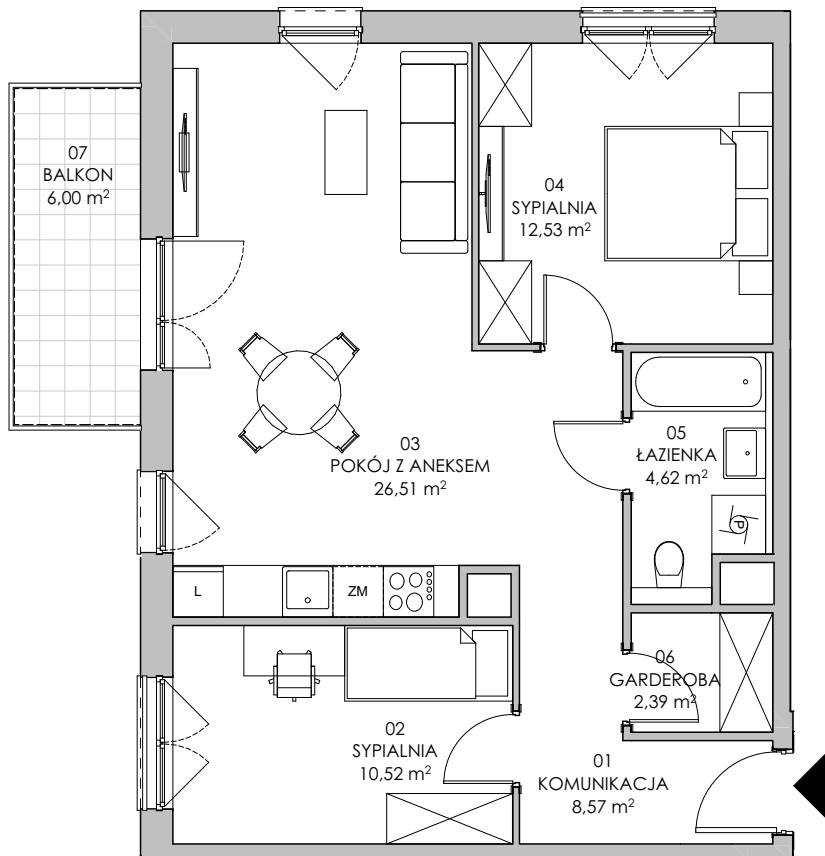 07
BALKON
6,00 m²
04
SYPIALNIA
12,53 m²
03
POKÓJ Z ANEKSEM
26,51 m²
05
ŁAZIENKA
4,62 m²
P
L
ZM
06
GARDEROBA
2,39 m²
02
SYPIALNIA
10,52 m²
01
KOMUNIKACJA
8,57 m²